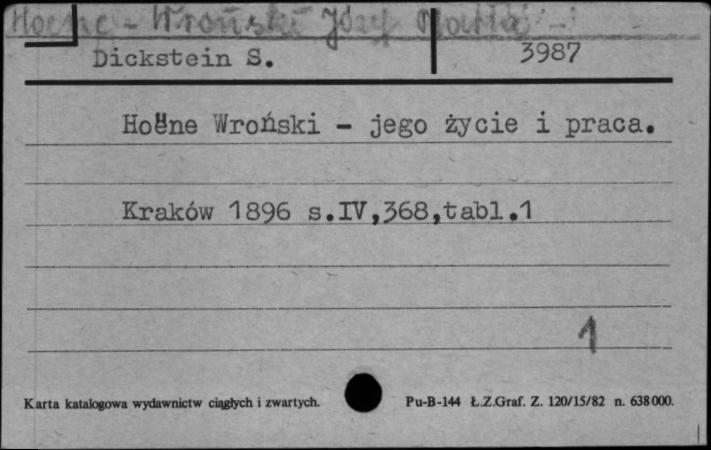 Hoene - Wroński Józef Maria
Dickstein S.
3987
Hoëne Wroński - jego życie i praca.
Kraków 1896 s.IV,368,tabl.1
1
Karta katalogowa wydawnictw ciągłych i zwartych.
Pu-B-144 Ł.Z.Graf. Z. 120/15/82 n. 638000.